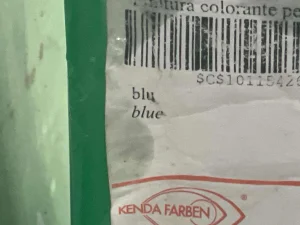 tura colorante pe
SCS1011542
blu
blue
KENDA FARBEN